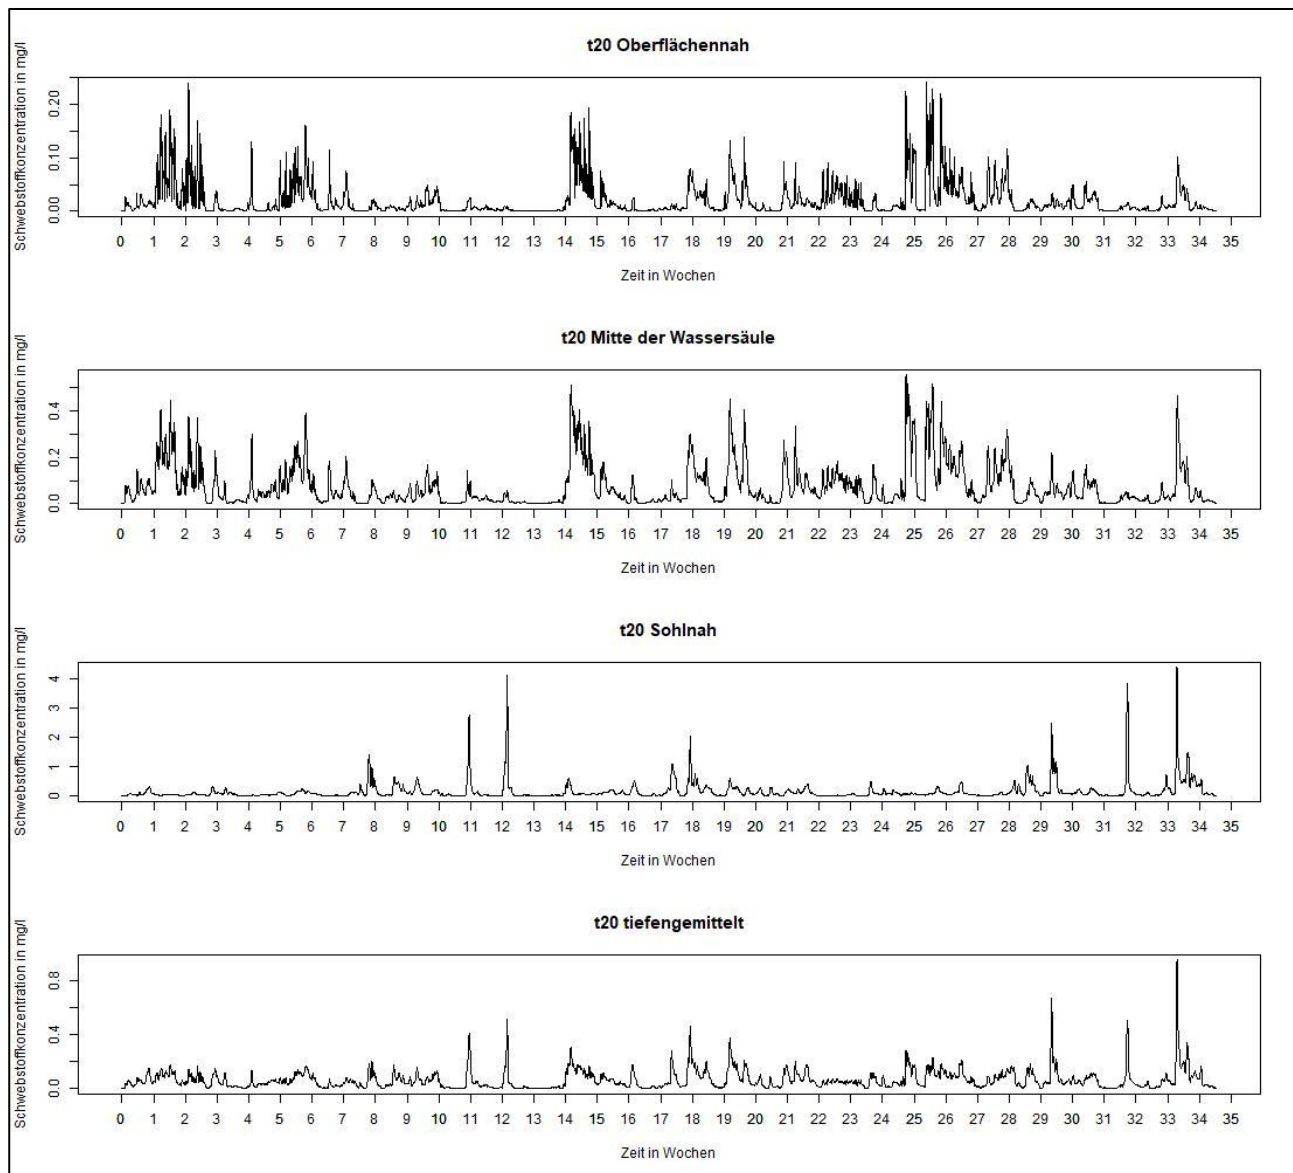 t20 Oberflächennah
Schwebstoffkonzentration in mg/l
0.20
0.10
0.00
0 1 2 3 4 5 6 7 8 9 10 11 12 13 14 15 16 17 18 19 20 21 22 23 24 25 26 27 28 29 30 31 32 33 34 35
Zeit in Wochen
t20 Mitte der Wassersäule
Schwebstoffkonzentration in mg/l
0.4
0.2
0.0
0 1 2 3 4 5 6 7 8 9 10 11 12 13 14 15 16 17 18 19 20 21 22 23 24 25 26 27 28 29 30 31 32 33 34 35
Zeit in Wochen
t20 Sohlnah
Schwebstoffkonzentration in mg/l
4
3
2
1
0
0 1 2 3 4 5 6 7 8 9 10 11 12 13 14 15 16 17 18 19 20 21 22 23 24 25 26 27 28 29 30 31 32 33 34 35
Zeit in Wochen
t20 tiefengemittelt
Schwebstoffkonzentration in mg/l
0.8
0.4
0.0
0 1 2 3 4 5 6 7 8 9 10 11 12 13 14 15 16 17 18 19 20 21 22 23 24 25 26 27 28 29 30 31 32 33 34 35
Zeit in Wochen